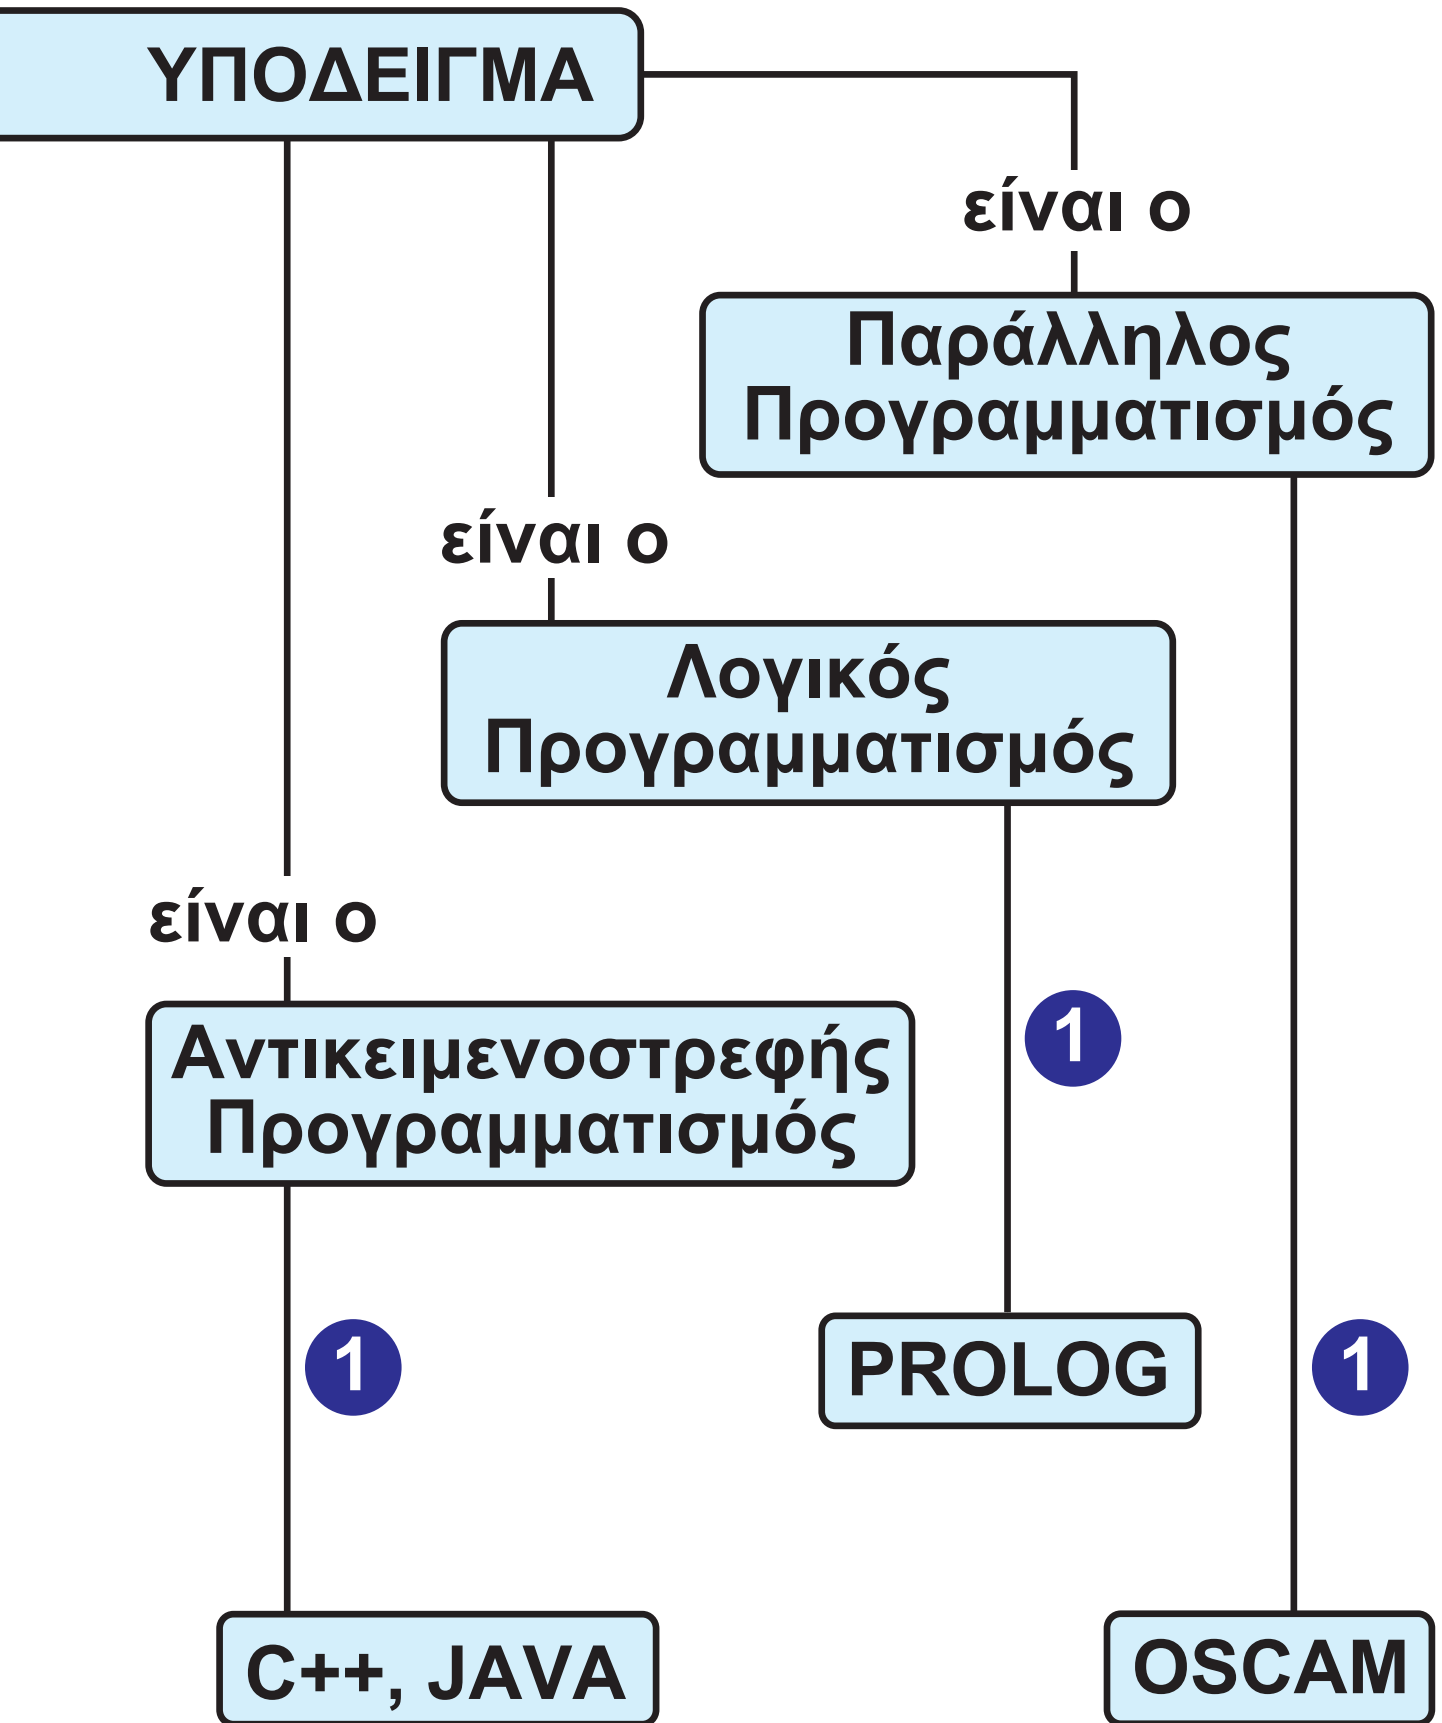 ΥΠΟΔΕΙΓΜΑ
είναι ο
Παράλληλος
Προγραμματισμός
είναι ο
Λογικός
Προγραμματισμός
είναι ο
Αντικειμενοστρεφής
Προγραμματισμός
1
1
PROLOG
1
C++, JAVA
OSCAM